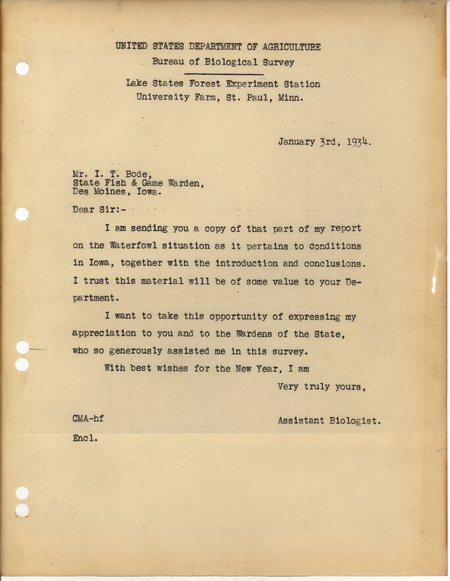 UNITED STATES DEPARTMENT OF AGRICULTURE
Bureau of Biological Survey
Lake States Forest Experiment Station
University Farm, St. Paul, Minn.
January 3rd, 1934.
Mr. I. T. Bode,
State Fish & Game Warden,
Des Moines, Iowa.
Dear Sir:-
I am sending you a copy of that part of my report
on the Waterfowl situation as it pertains to conditions
in Iowa, together with the introduction and conclusions.
I trust this material will be of some value to your De-
partment.
I want to take this opportunity of expressing my
appreciation to you and to the Wardens of the State,
who so generously assisted me in this survey.
With best wishes for the New Year, I am
Very truly yours,
CMA-hf Assistant Biologist.
Encl.